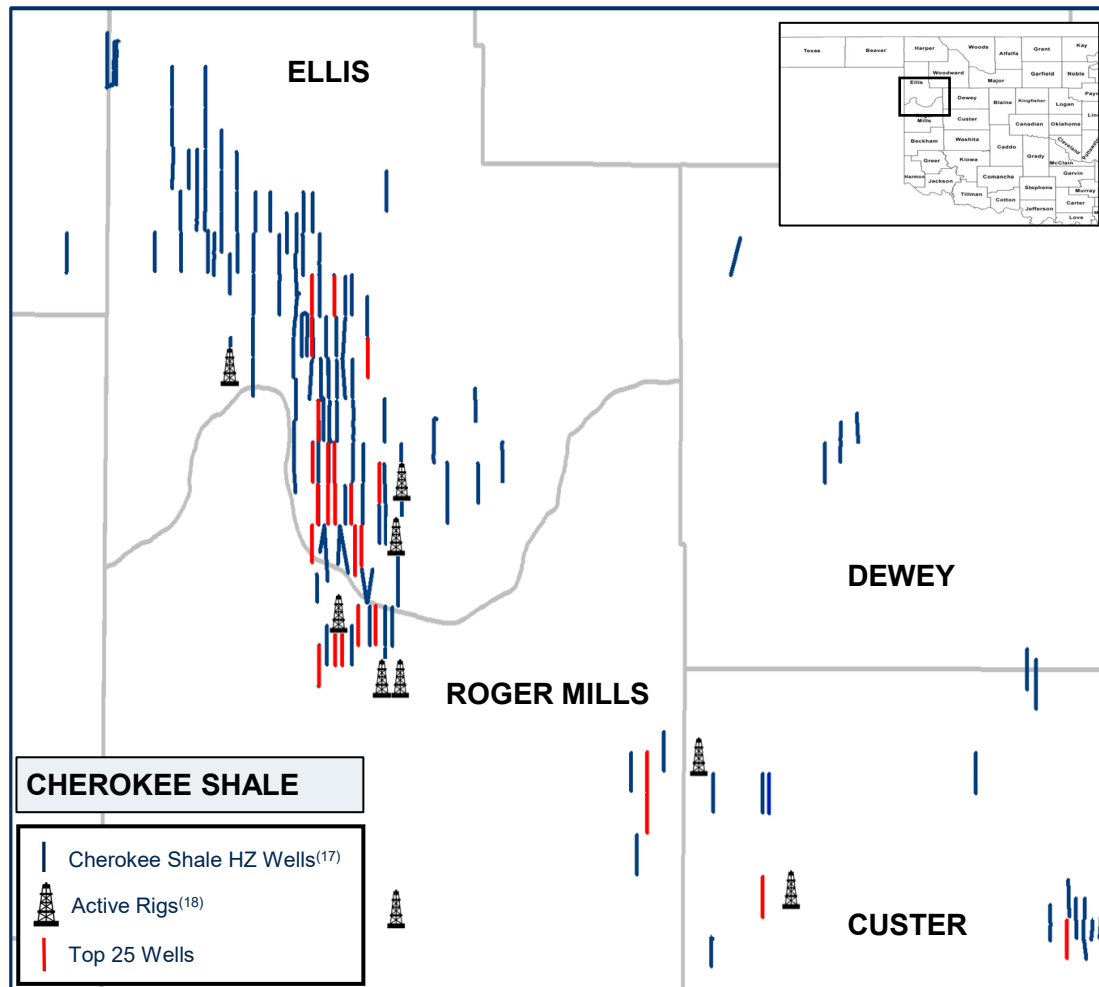 ELLIS
DEWEY
ROGER MILLS
CUSTER
CHEROKEE SHALE
Cherokee Shale HZ Wells(17)
Active Rigs(18)
Top 25 Wells
Texas
Beaver
Harper
Woods
Alfalfa
Grant
Kay
Ellis
Woodward
Major
Garfield
Noble
Dewey
Blaine
Kingfisher
Logan
Mills
Custer
Canadian
Oklahoma
Beckham
Washita
Caddo
Grady
Cleveland
McClain
Greer
Kiowa
Garvin
Harmon
Jackson
Comanche
Stephens
Murray
Tillman
Cotton
Jefferson
Carter
Love